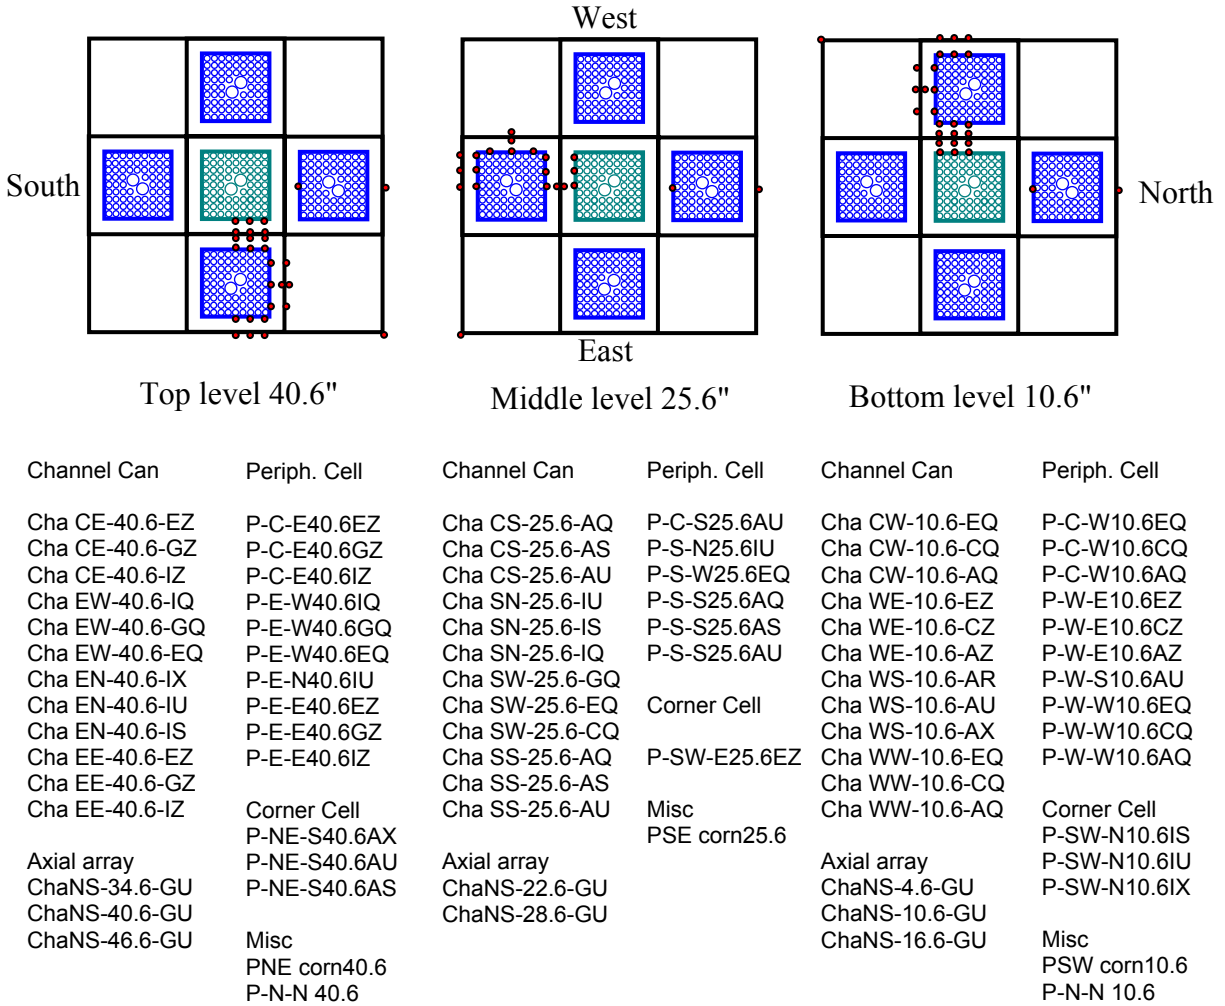 West
South
North
East
Top level 40.6"
Middle level 25.6"
Bottom level 10.6"
Channel Can
Cha CE-40.6-EZ
Cha CE-40.6-GZ
Cha CE-40.6-IZ
Cha EW-40.6-IQ
Cha EW-40.6-GQ
Cha EW-40.6-EQ
Cha EN-40.6-IX
Cha EN-40.6-IU
Cha EN-40.6-IS
Cha EE-40.6-EZ
Cha EE-40.6-GZ
Cha EE-40.6-IZ
Axial array
ChaNS-34.6-GU
ChaNS-40.6-GU
ChaNS-46.6-GU
Periph. Cell
P-C-E40.6EZ
P-C-E40.6GZ
P-C-E40.6IZ
P-E-W40.6IQ
P-E-W40.6GQ
P-E-W40.6EQ
P-E-N40.6IU
P-E-E40.6EZ
P-E-E40.6GZ
P-E-E40.6IZ
Corner Cell
P-NE-S40.6AX
P-NE-S40.6AU
P-NE-S40.6AS
Misc
PNE corn40.6
P-N-N 40.6
Channel Can
Cha CS-25.6-AQ
Cha CS-25.6-AS
Cha CS-25.6-AU
Cha SN-25.6-IU
Cha SN-25.6-IS
Cha SN-25.6-IQ
Cha SW-25.6-GQ
Cha SW-25.6-EQ
Cha SW-25.6-CQ
Cha SS-25.6-AQ
Cha SS-25.6-AS
Cha SS-25.6-AU
Axial array
ChaNS-22.6-GU
ChaNS-28.6-GU
Periph. Cell
P-C-S25.6AU
P-S-N25.6IU
P-S-W25.6EQ
P-S-S25.6AQ
P-S-S25.6AS
P-S-S25.6AU
Corner Cell
P-SW-E25.6EZ
Misc
PSE corn25.6
Channel Can
Cha CW-10.6-EQ
Cha CW-10.6-CQ
Cha CW-10.6-AQ
Cha WE-10.6-EZ
Cha WE-10.6-CZ
Cha WE-10.6-AZ
Cha WS-10.6-AR
Cha WS-10.6-AU
Cha WS-10.6-AX
Cha WW-10.6-EQ
Cha WW-10.6-CQ
Cha WW-10.6-AQ
Axial array
ChaNS-4.6-GU
ChaNS-10.6-GU
ChaNS-16.6-GU
Periph. Cell
P-C-W10.6EQ
P-C-W10.6CQ
P-C-W10.6AQ
P-W-E10.6EZ
P-W-E10.6CZ
P-W-E10.6AZ
P-W-S10.6AU
P-W-W10.6EQ
P-W-W10.6CQ
P-W-W10.6AQ
Corner Cell
P-SW-N10.6IS
P-SW-N10.6IU
P-SW-N10.6IX
Misc
PSW corn10.6
P-N-N 10.6